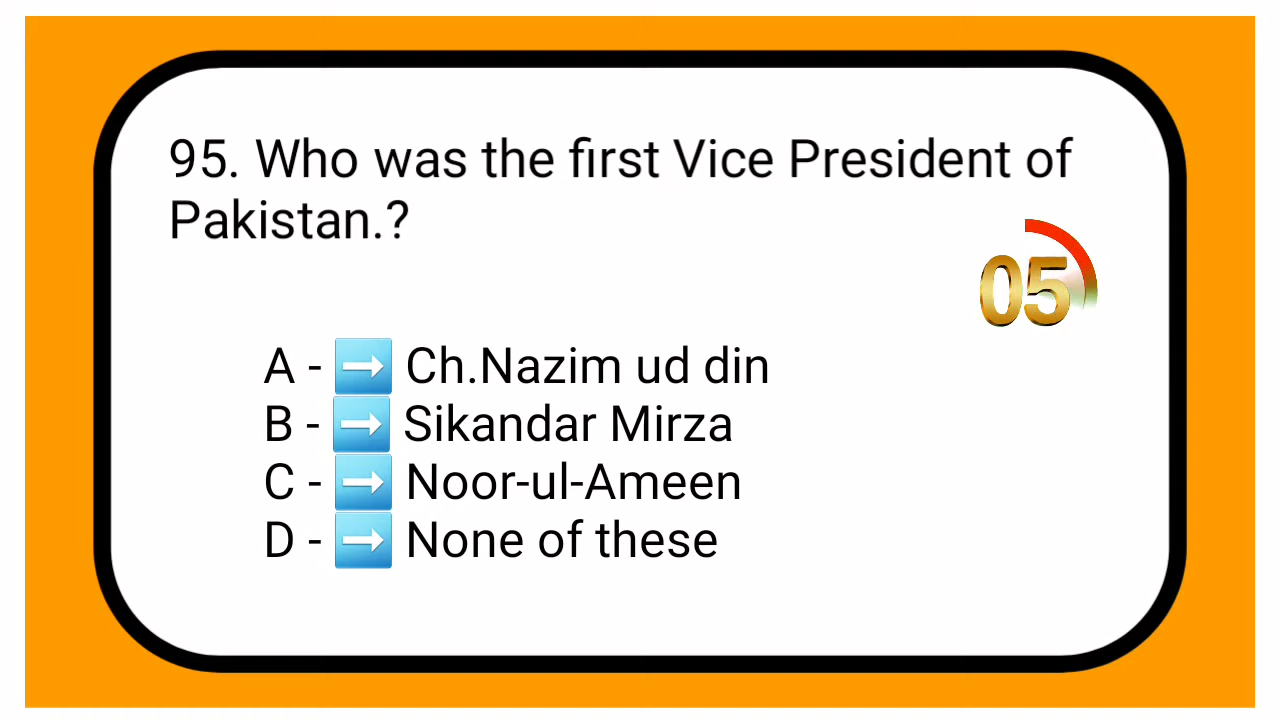 95. Who was the first Vice President of
Pakistan.?
05
A - ➡ Ch.Nazim ud din
B - ➡ Sikandar Mirza
C - ➡ Noor-ul-Ameen
D - ➡ None of these